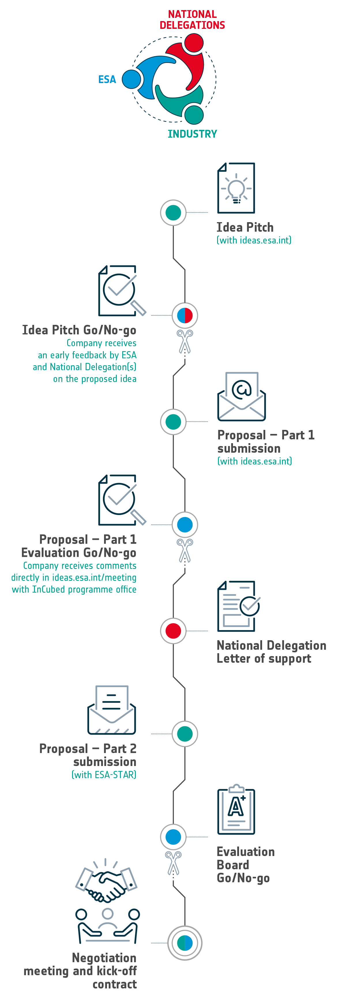 NATIONAL
DELEGATIONS
ESA
INDUSTRY
Idea Pitch
(with ideas.esa.int)
Idea Pitch Go/No-go
Company receives
an early feedback by ESA
and National Delegation(s)
on the proposed idea
@
Proposal – Part 1
submission
(with ideas.esa.int)
Proposal – Part 1
Evaluation Go/No-go
Company receives comments
directly in ideas.esa.int/meeting
with InCubed programme office
National Delegation
Letter of support
Proposal – Part 2
submission
(with ESA-STAR)
A+
Evaluation
Board
Go/No-go
Negotiation
meeting and kick-off
contract